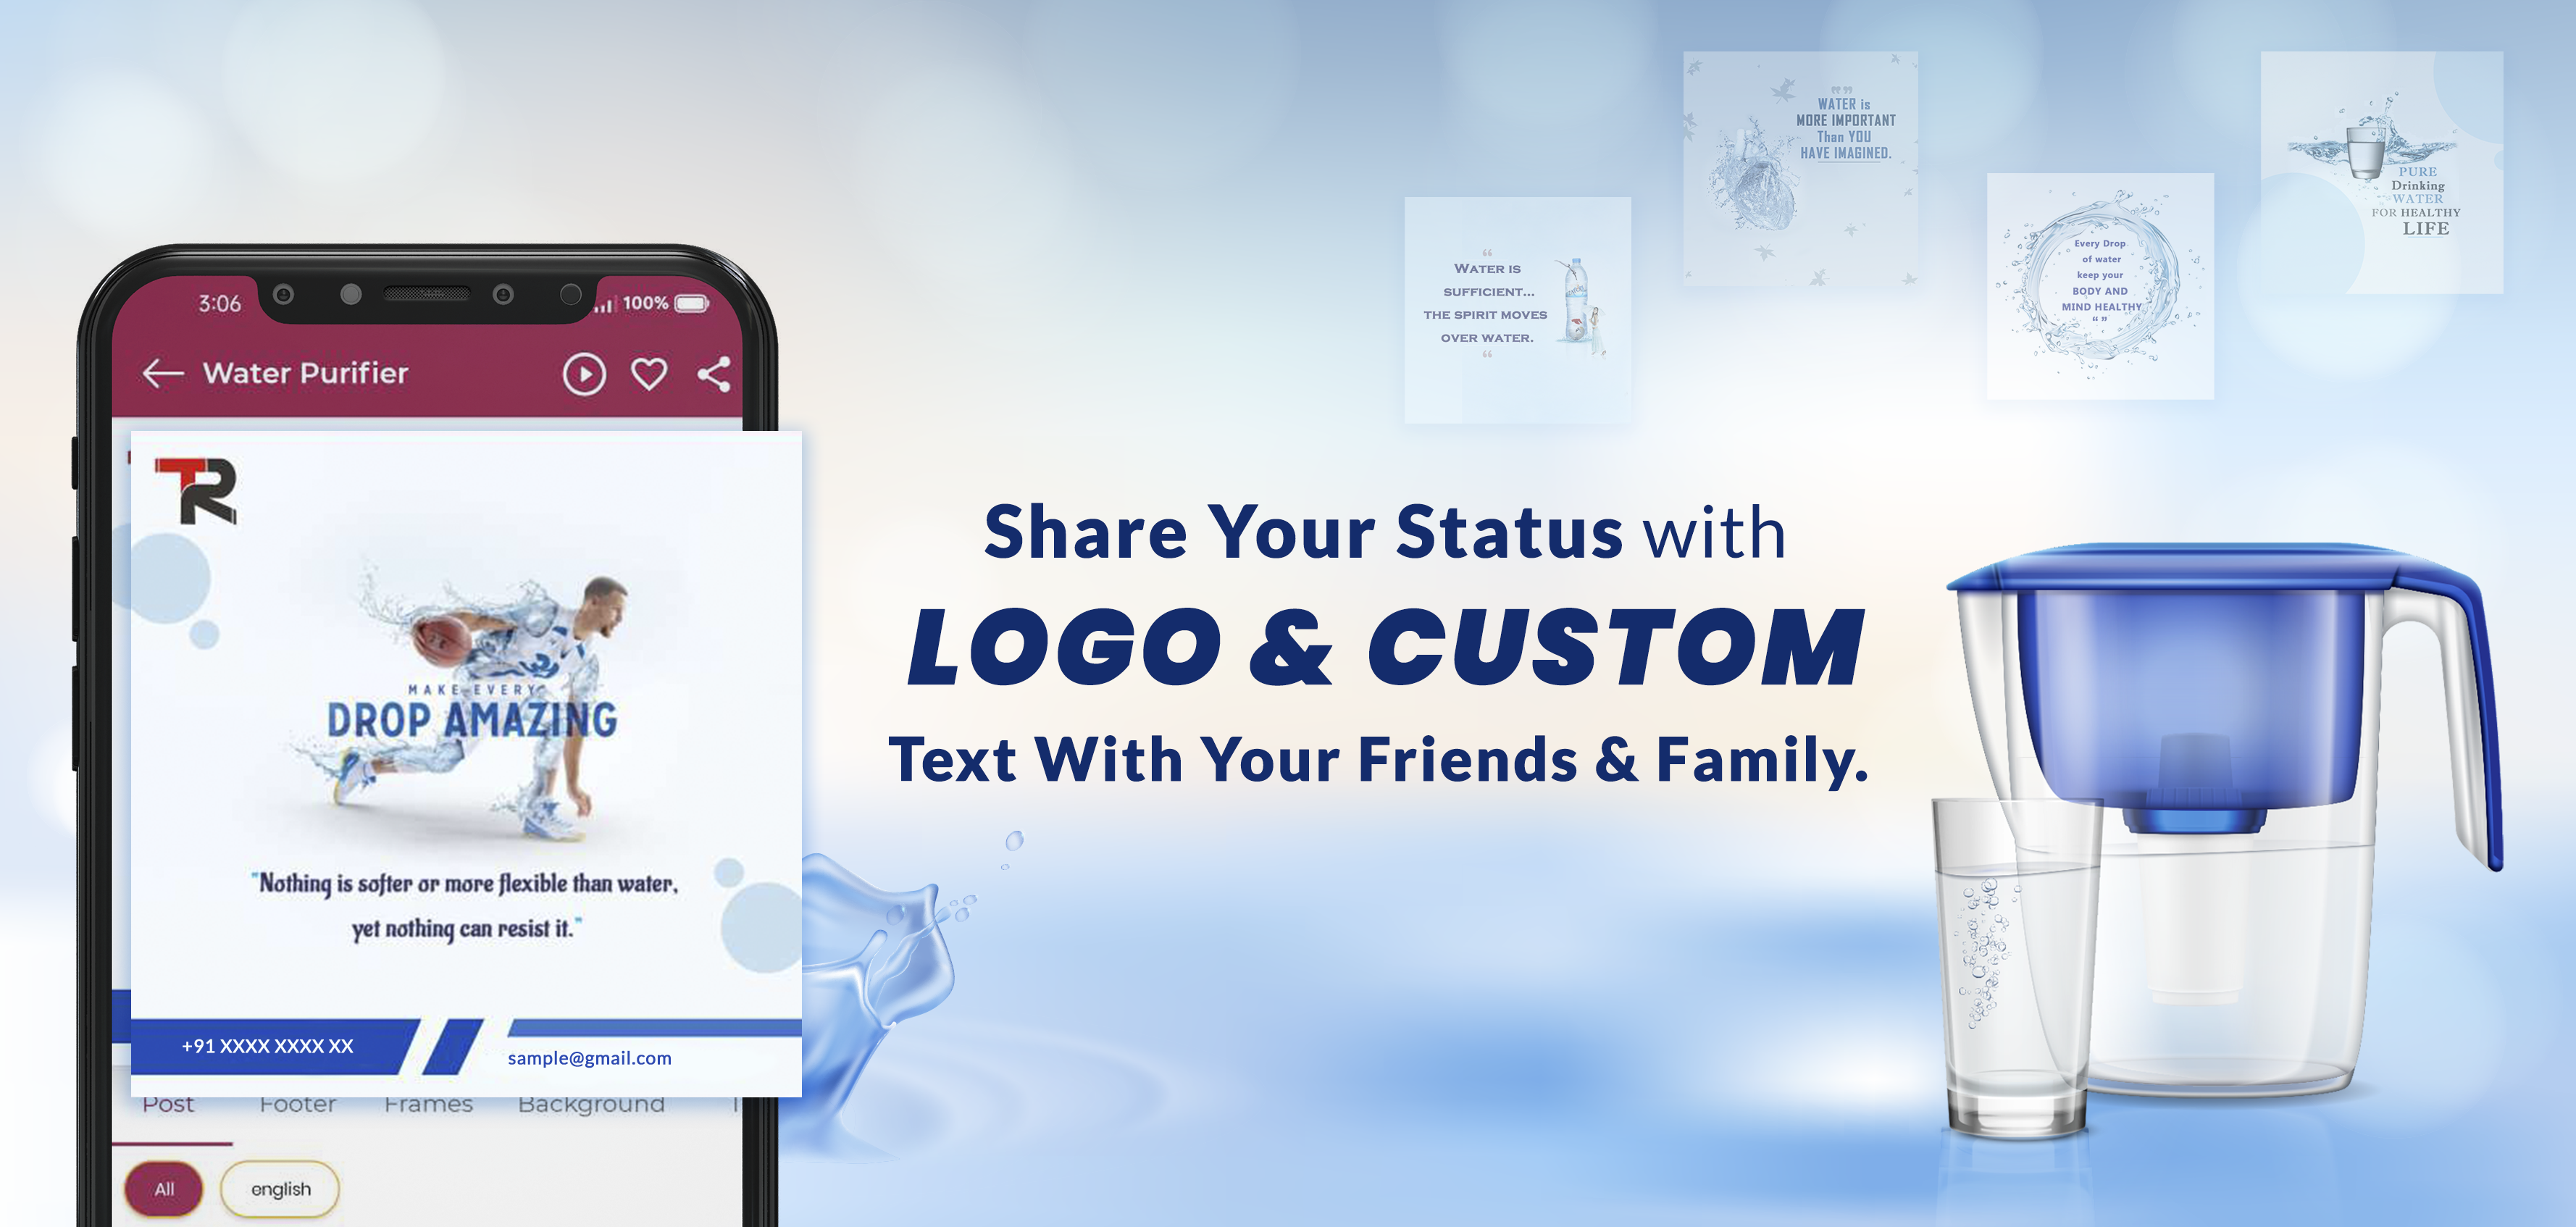 3:06
100%
Water Purifier
TR
MAKE EVERY
DROP AMAZING
"Nothing is softer or more flexible than water,
yet nothing can resist it."
+91 XXXX XXXX XX
sample@gmail.com
Post Footer Frames Background
All english
Share Your Status with
LOGO & CUSTOM
Text With Your Friends & Family.
“
WATER IS
SUFFICIENT...
THE SPIRIT MOVES
OVER WATER.
“
WATER is
MORE IMPORTANT
Than YOU
HAVE IMAGINED.
Every Drop
of water
keep your
BODY AND
MIND HEALTHY
“ ”
PURE
Drinking
WATER
FOR HEALTHY
LIFE